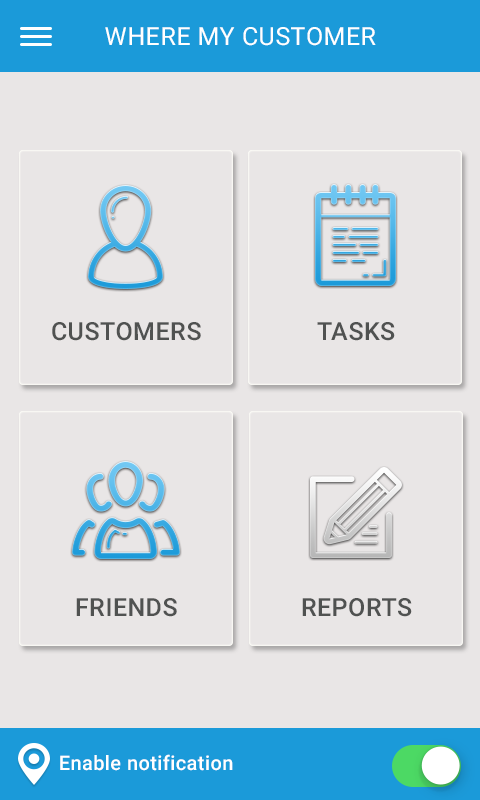 WHERE MY CUSTOMER
CUSTOMERS
TASKS
FRIENDS
REPORTS
Enable notification